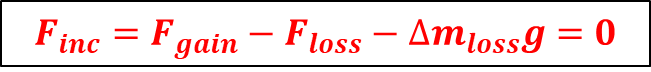 F_inc = F_gain − F_loss − Δm_loss g = 0